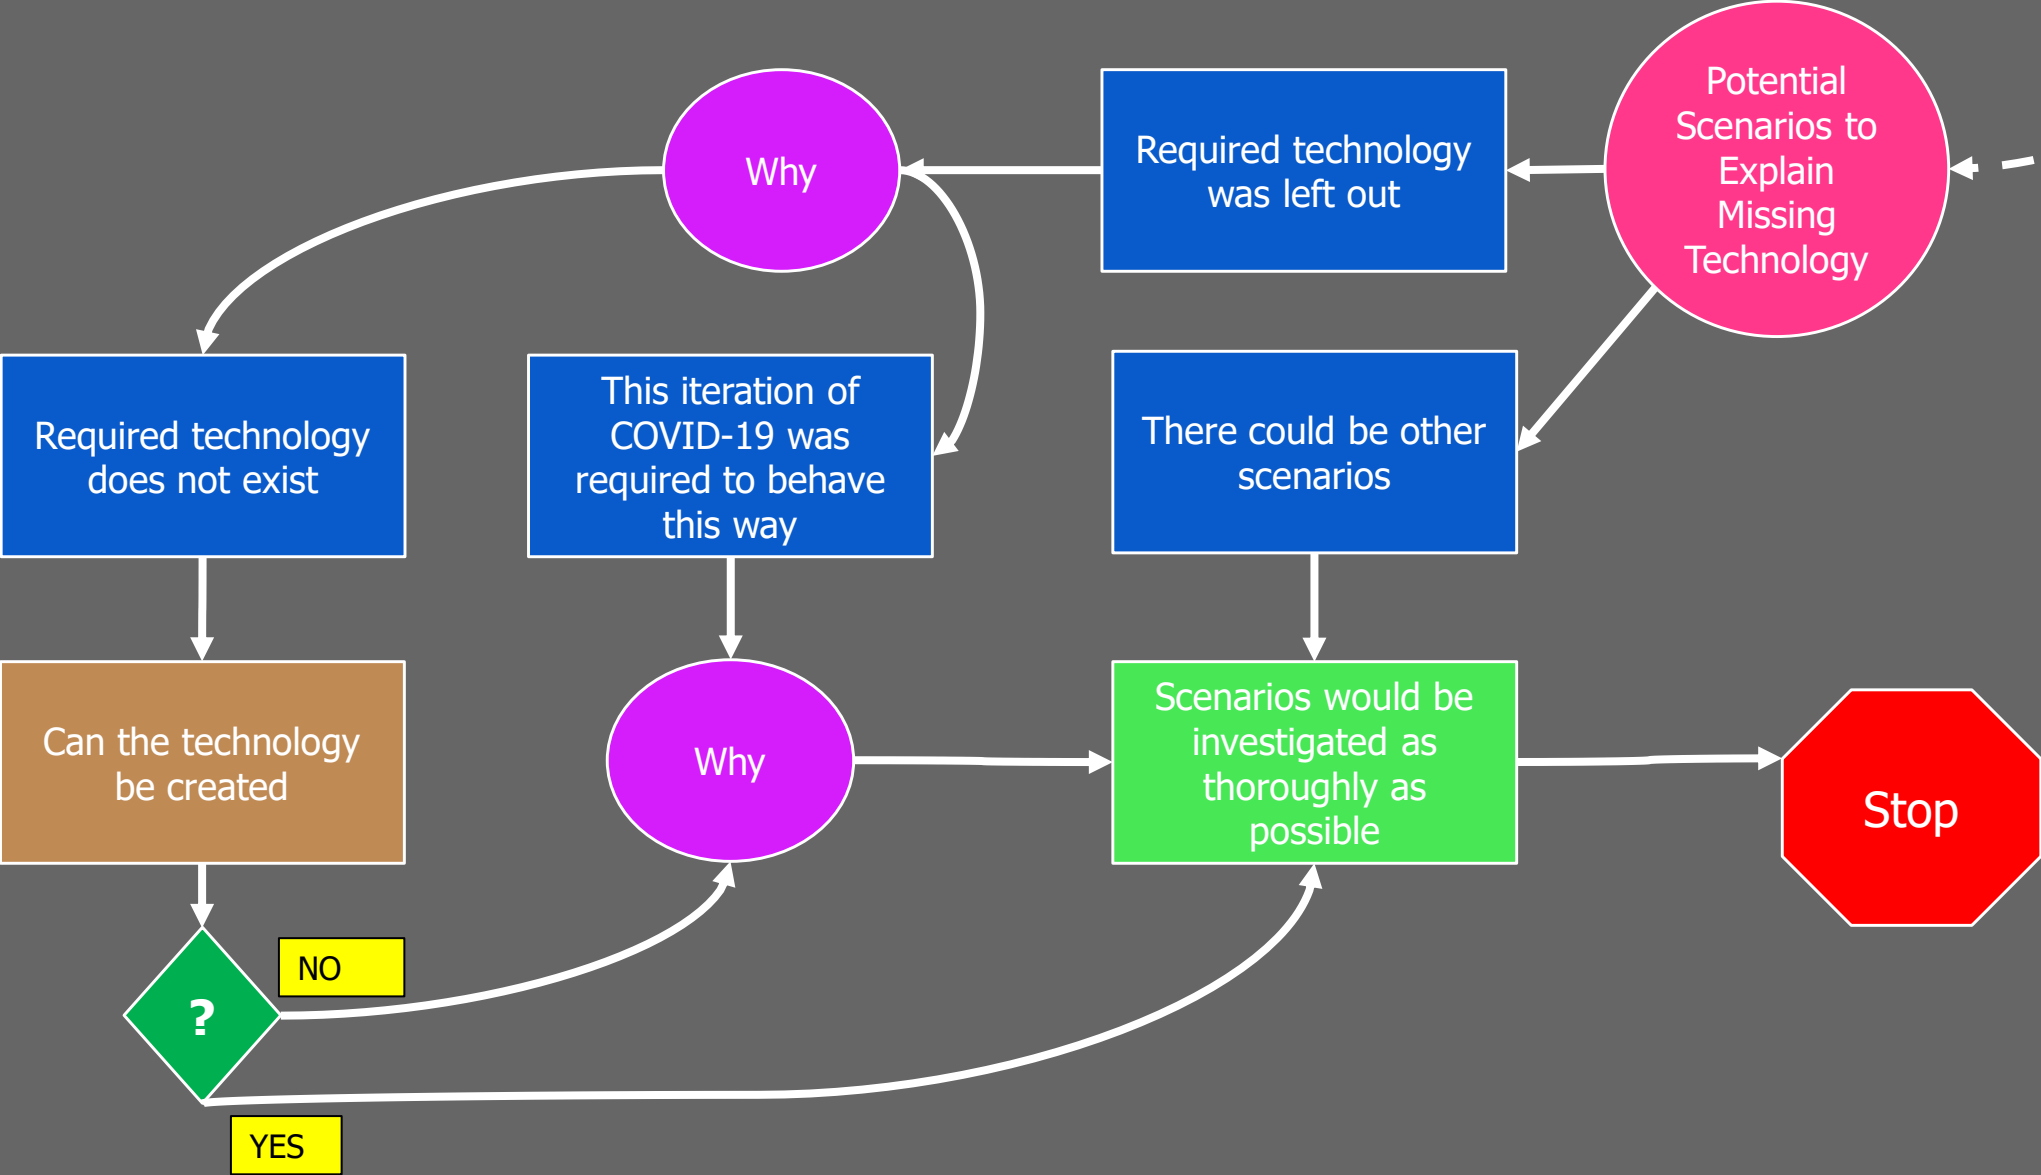 Potential
Scenarios to
Explain
Missing
Technology
Required technology
was left out
Why
Required technology
does not exist
This iteration of
COVID-19 was
required to behave
this way
There could be other
scenarios
Can the technology
be created
Why
Scenarios would be
investigated as
thoroughly as
possible
Stop
?
NO
YES